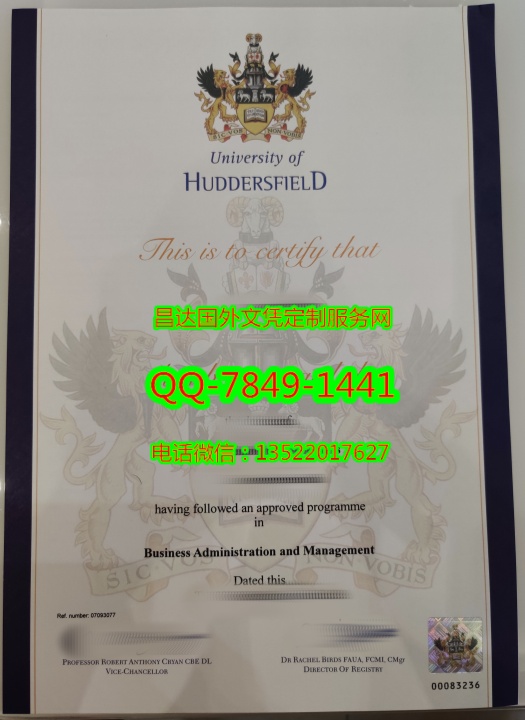 SIC VOS NON VOBIS
University of
HUDDERSFIELD
This is to certify that
昌达国外文凭定制服务网
QQ-7849-1441
电话微信：13522017627
having followed an approved programme
in
Business Administration and Management
Dated this
SIC VOS NON VOBIS
Ref. number: 07093077
PROFESSOR ROBERT ANTHONY CRYAN CBE DL
VICE-CHANCELLOR
DR RACHEL BIRDS FAUA, FCMI, CMgr
DIRECTOR OF REGISTRY
00083236